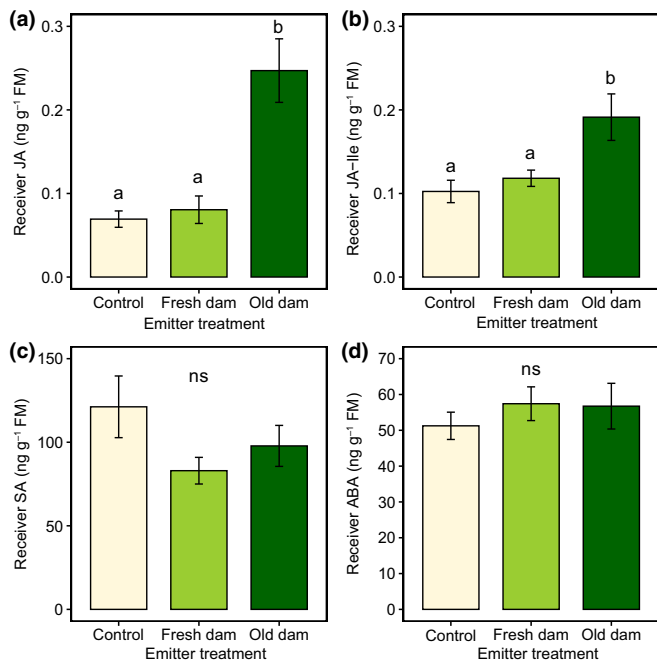 (a)
Receiver JA (ng g⁻¹ FM)
0.3
0.2
0.1
0.0
a
a
b
Control
Fresh dam
Old dam
Emitter treatment
(b)
Receiver JA−Ile (ng g⁻¹ FM)
0.3
0.2
0.1
0.0
a
a
b
Control
Fresh dam
Old dam
Emitter treatment
(c)
Receiver SA (ng g⁻¹ FM)
150
100
50
0
ns
Control
Fresh dam
Old dam
Emitter treatment
(d)
Receiver ABA (ng g⁻¹ FM)
70
60
50
40
30
20
10
0
ns
Control
Fresh dam
Old dam
Emitter treatment